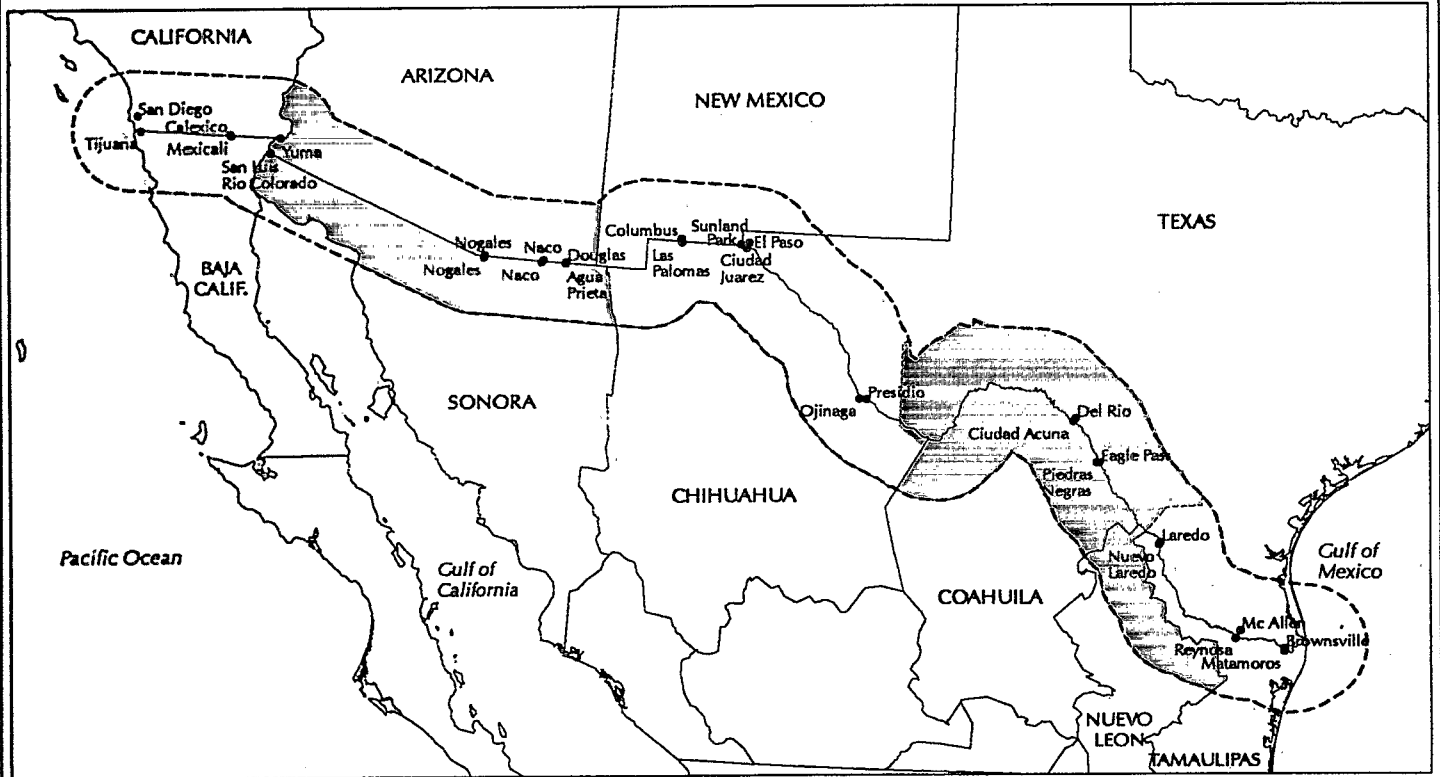 CALIFORNIA
ARIZONA
NEW MEXICO
TEXAS
San Diego
Calexico
Tijuana
Mexicali
Yuma
San Luis
Rio Colorado
Nogales
Naco
Douglas
Nogales
Naco
Agua
Prieta
Columbus
Sunland
Park
El Paso
Las
Palomas
Ciudad
Juarez
BAJA
CALIF.
SONORA
Ojinaga
Presidio
Del Rio
Ciudad Acuna
Eagle Pass
Piedras
Negras
CHIHUAHUA
Laredo
Nuevo
Laredo
Pacific Ocean
Gulf of
California
COAHUILA
Gulf of
Mexico
Mc Allen
Brownsville
Reynosa
Matamoros
NUEVO
LEON
TAMAULIPAS